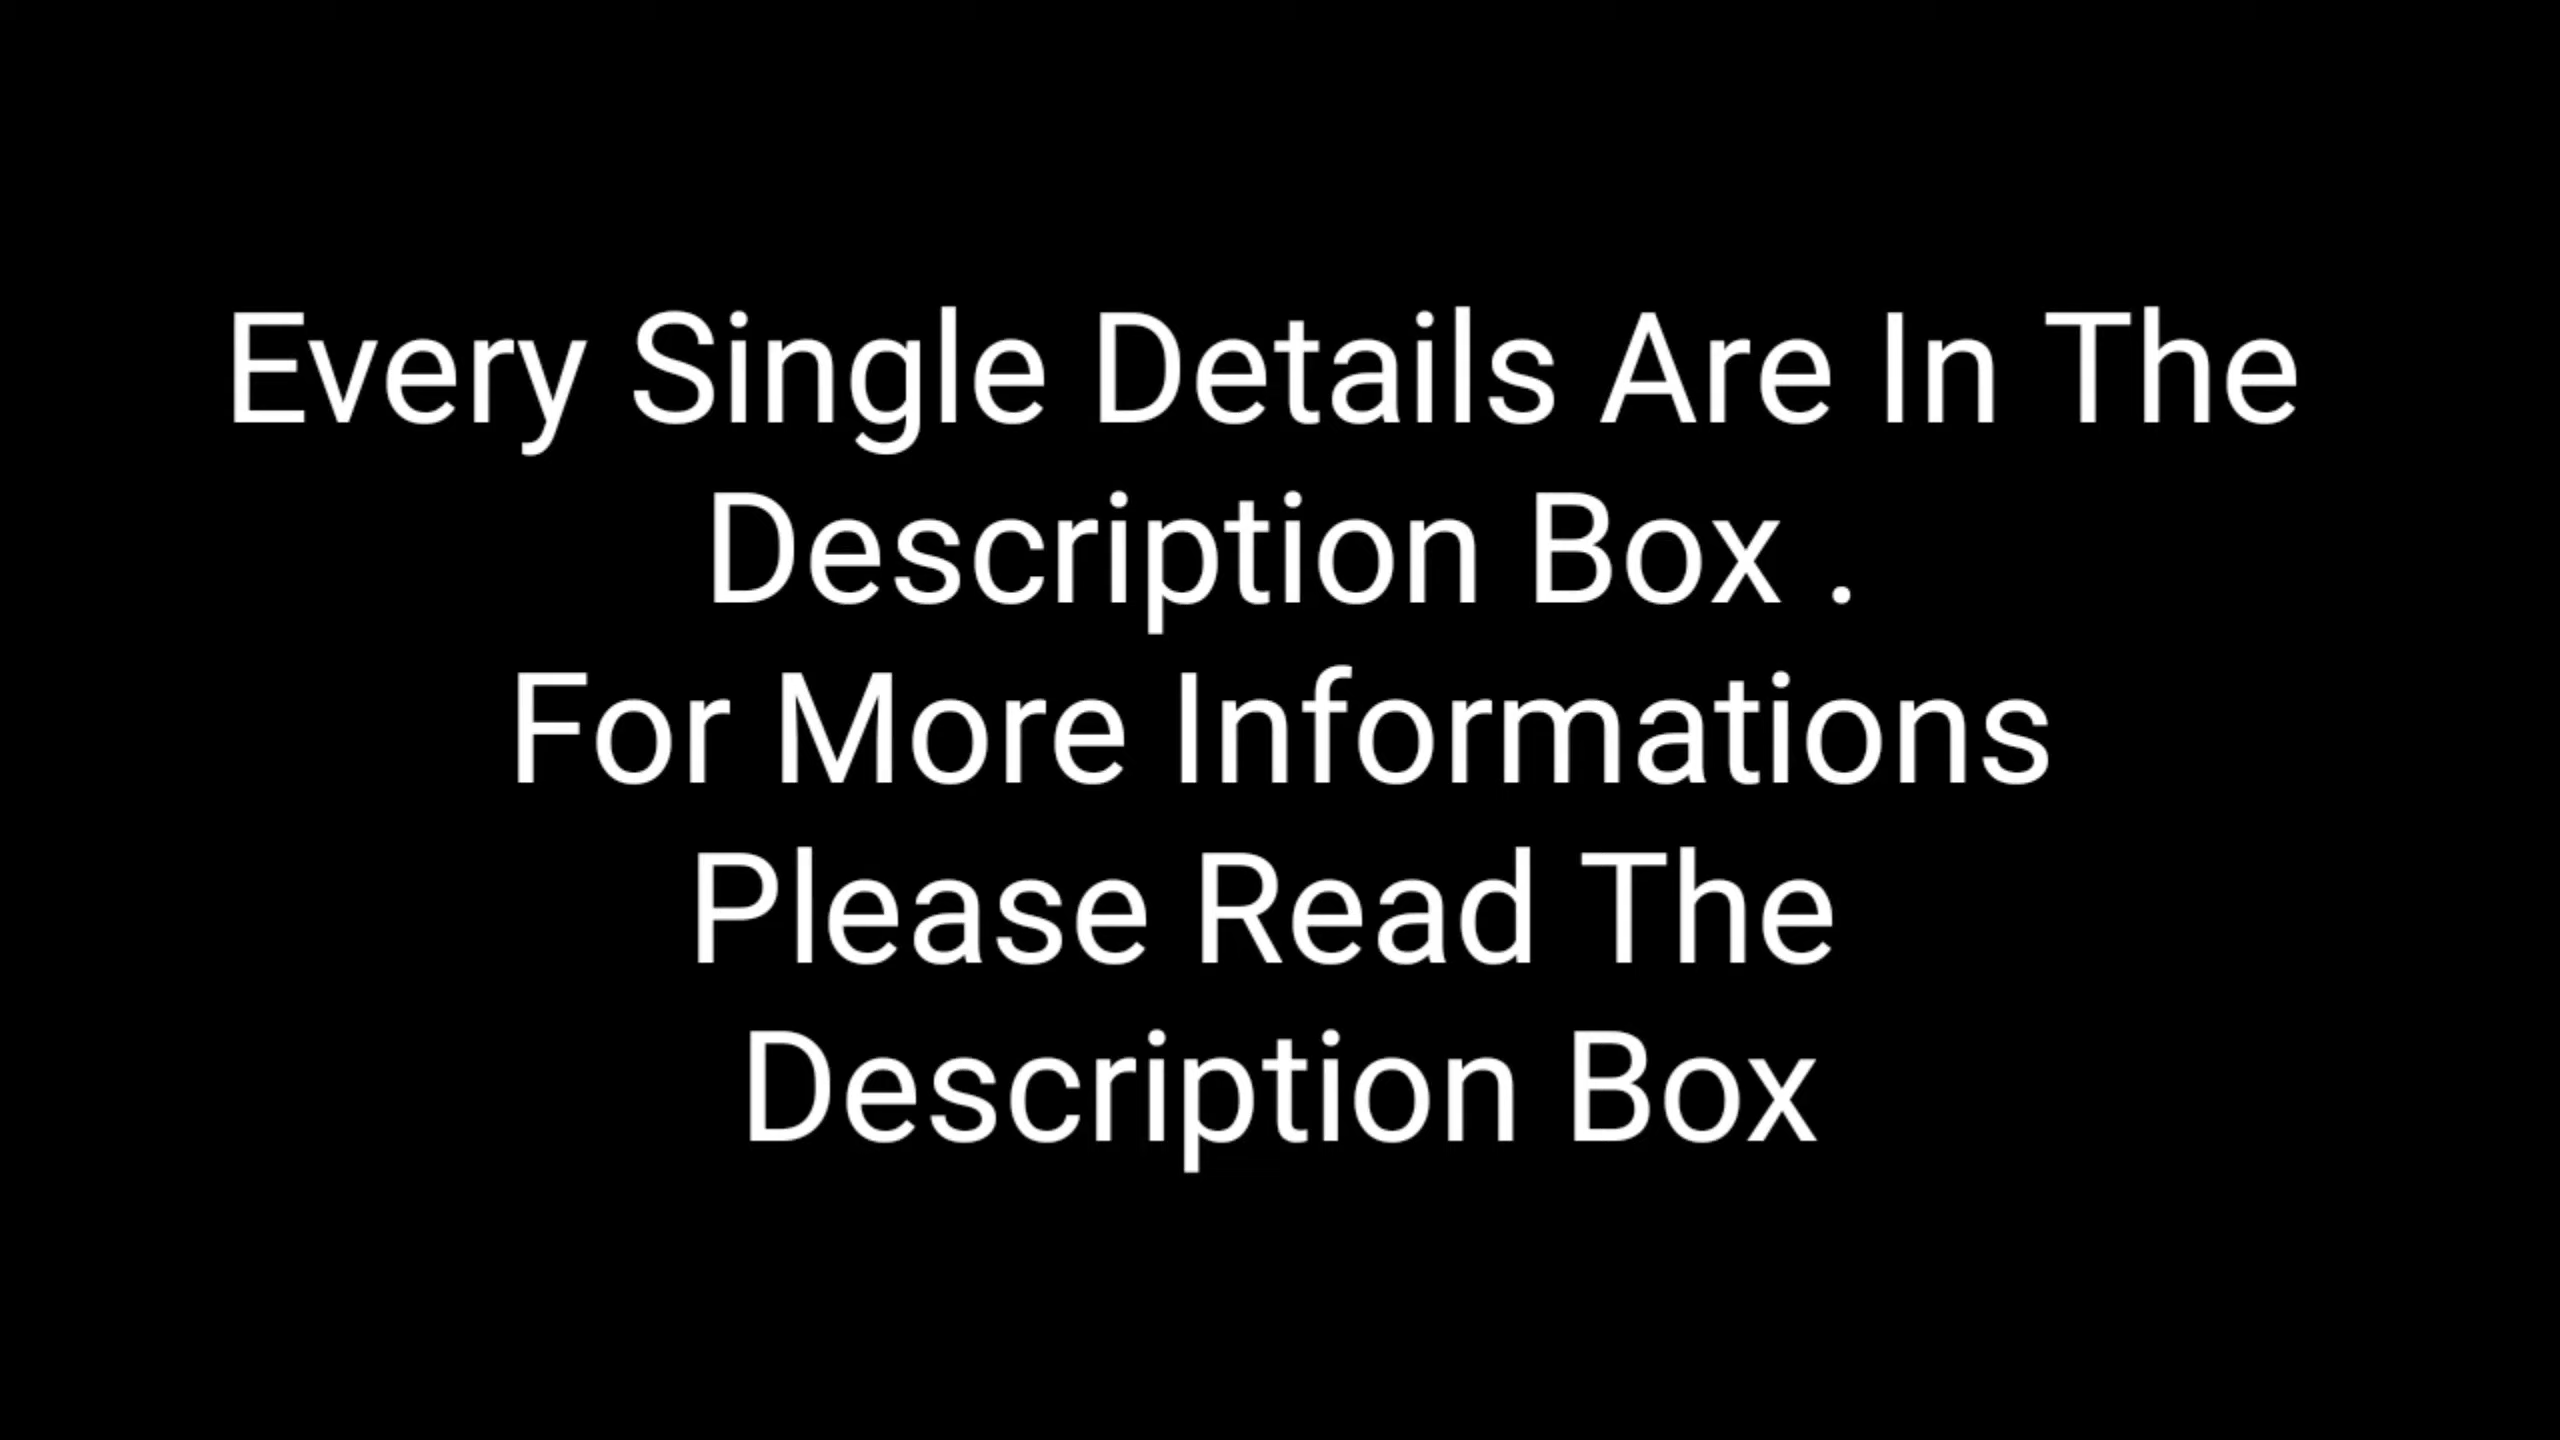 Every Single Details Are In The
Description Box .
For More Informations
Please Read The
Description Box